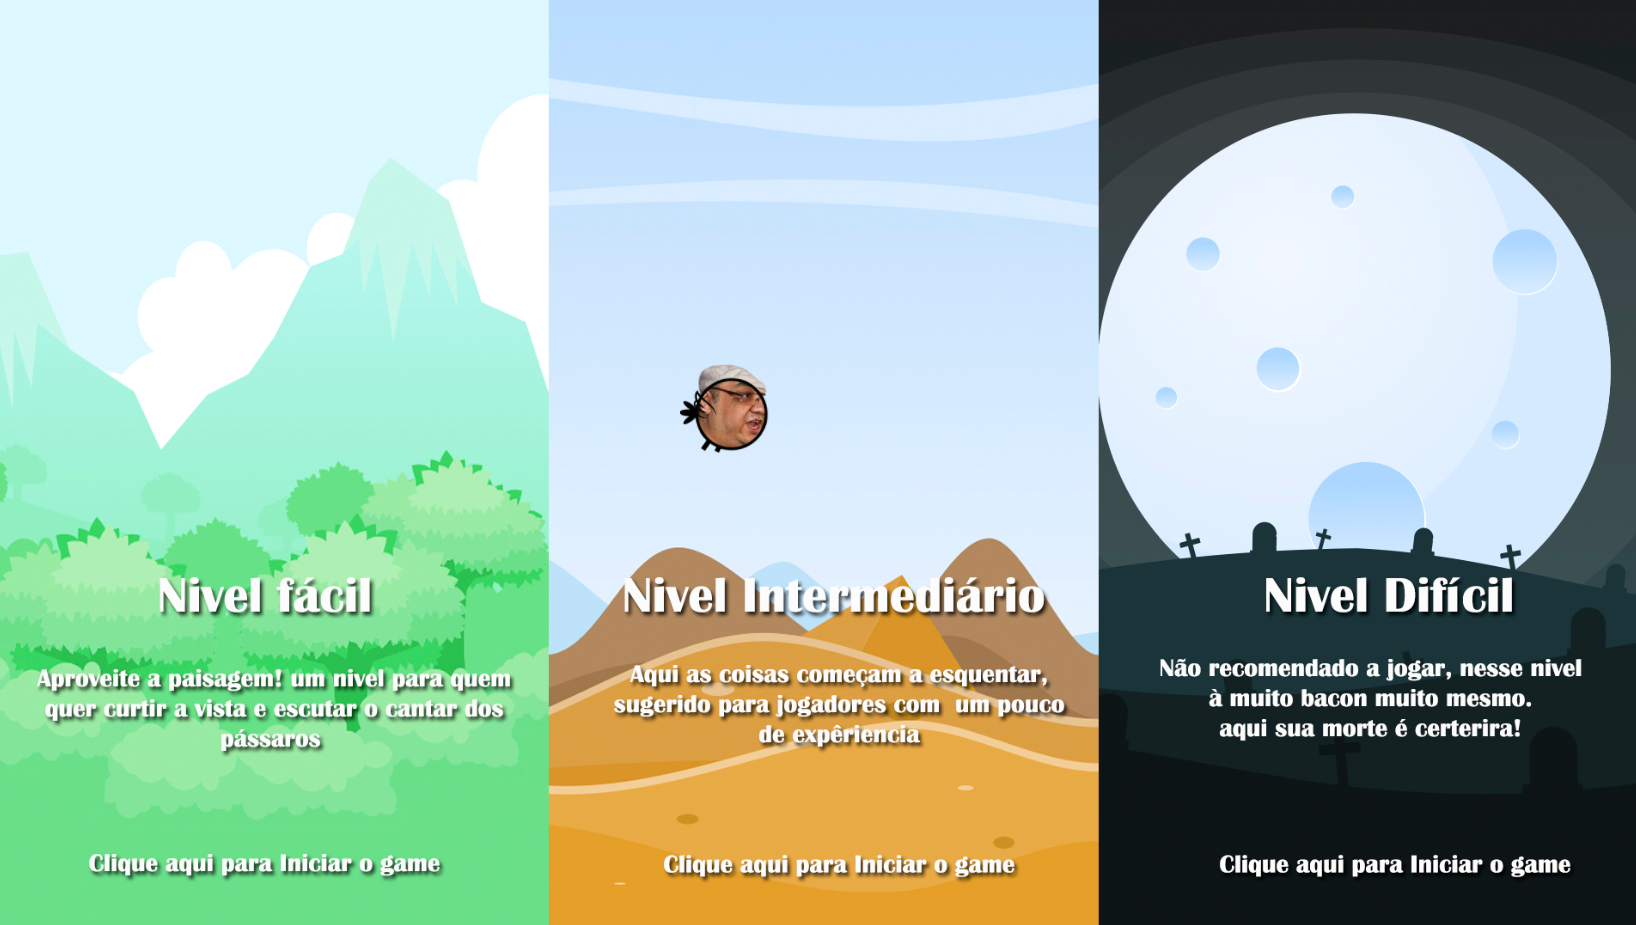 Nivel fácil
Aproveite a paisagem! um nivel para quem
quer curtir a vista e escutar o cantar dos
pássaros
Clique aqui para Iniciar o game
Nivel Intermediário
Aqui as coisas começam a esquentar,
sugerido para jogadores com  um pouco
de expêriencia
Clique aqui para Iniciar o game
Nivel Difícil
Não recomendado a jogar, nesse nivel
à muito bacon muito mesmo.
aqui sua morte é certerira!
Clique aqui para Iniciar o game